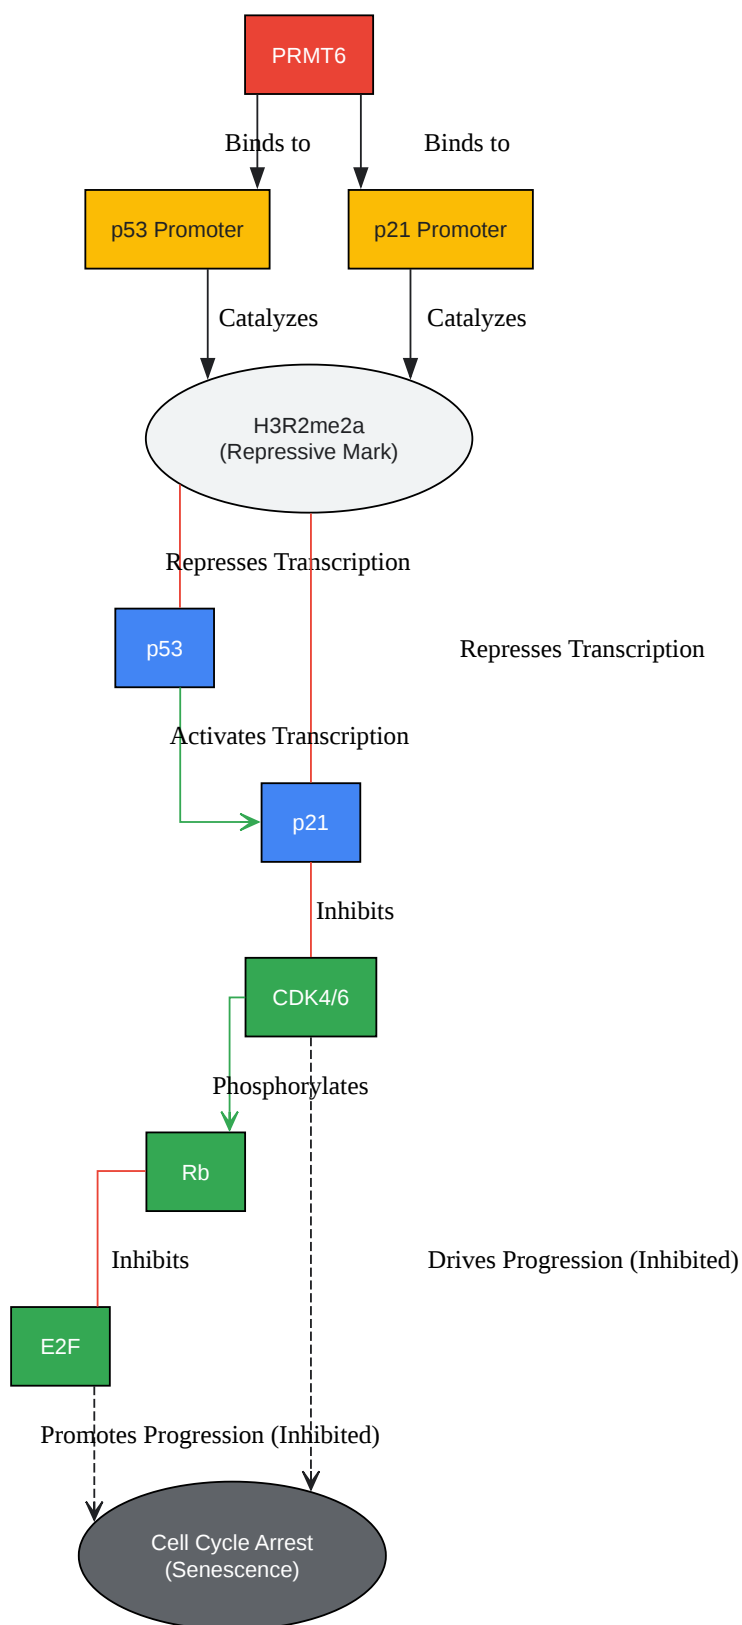 PRMT6
Binds to
Binds to
p53 Promoter
p21 Promoter
Catalyzes
Catalyzes
H3R2me2a
(Repressive Mark)
Represses Transcription
p53
Represses Transcription
Activates Transcription
p21
Inhibits
CDK4/6
Phosphorylates
Rb
Inhibits
Drives Progression (Inhibited)
E2F
Promotes Progression (Inhibited)
Cell Cycle Arrest
(Senescence)